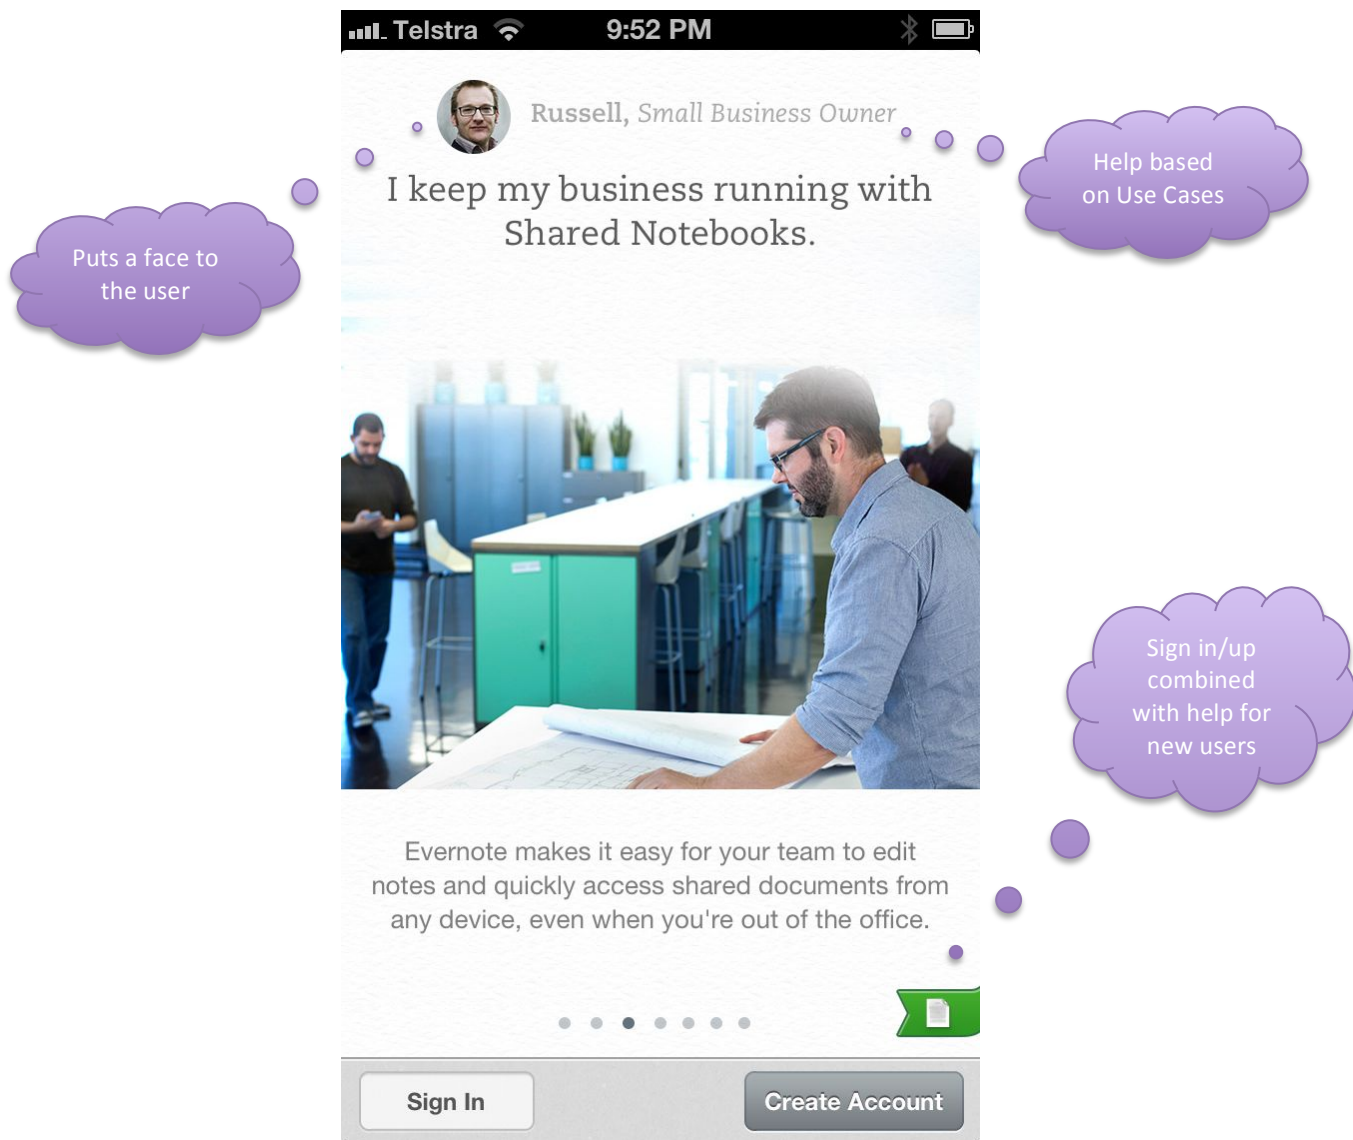 Telstra
9:52 PM
Russell, Small Business Owner
I keep my business running with
Shared Notebooks.
Puts a face to
the user
Help based
on Use Cases
Sign in/up
combined
with help for
new users
Evernote makes it easy for your team to edit
notes and quickly access shared documents from
any device, even when you're out of the office.
Sign In
Create Account